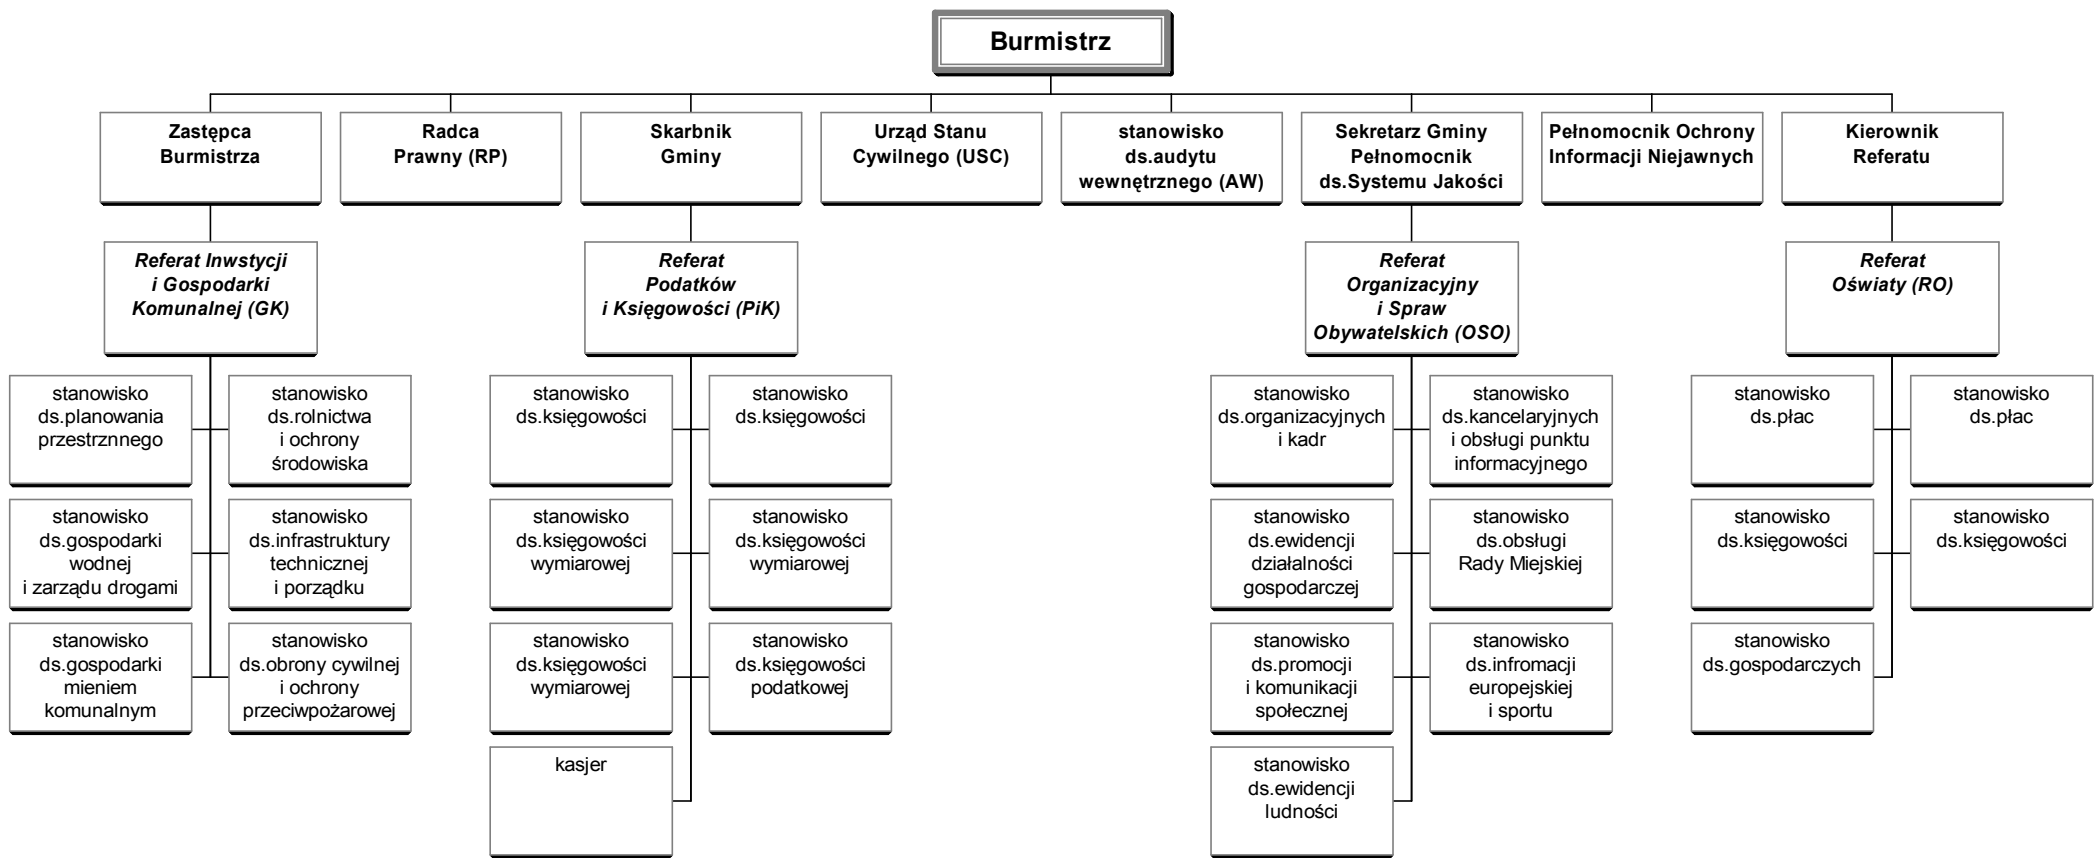 Burmistrz
Zastępca
Burmistrza
Radca
Prawny (RP)
Skarbnik
Gminy
Urząd Stanu
Cywilnego (USC)
stanowisko
ds.audytu
wewnętrznego (AW)
Sekretarz Gminy
Pełnomocnik
ds.Systemu Jakości
Pełnomocnik Ochrony
Informacji Niejawnych
Kierownik
Referatu
Referat Inwstycji
i Gospodarki
Komunalnej (GK)
Referat
Podatków
i Księgowości (PiK)
Referat
Organizacyjny
i Spraw
Obywatelskich (OSO)
Referat
Oświaty (RO)
stanowisko
ds.planowania
przestrznnego
stanowisko
ds.rolnictwa
i ochrony
środowiska
stanowisko
ds.księgowości
stanowisko
ds.księgowości
stanowisko
ds.organizacyjnych
i kadr
stanowisko
ds.kancelaryjnych
i obsługi punktu
informacyjnego
stanowisko
ds.płac
stanowisko
ds.płac
stanowisko
ds.gospodarki
wodnej
i zarządu drogami
stanowisko
ds.infrastruktury
technicznej
i porządku
stanowisko
ds.księgowości
wymiarowej
stanowisko
ds.księgowości
wymiarowej
stanowisko
ds.ewidencji
działalności
gospodarczej
stanowisko
ds.obsługi
Rady Miejskiej
stanowisko
ds.księgowości
stanowisko
ds.księgowości
stanowisko
ds.gospodarki
mieniem
komunalnym
stanowisko
ds.obrony cywilnej
i ochrony
przeciwpożarowej
stanowisko
ds.księgowości
wymiarowej
stanowisko
ds.księgowości
podatkowej
stanowisko
ds.promocji
i komunikacji
społecznej
stanowisko
ds.infromacji
europejskiej
i sportu
stanowisko
ds.gospodarczych
kasjer
stanowisko
ds.ewidencji
ludności